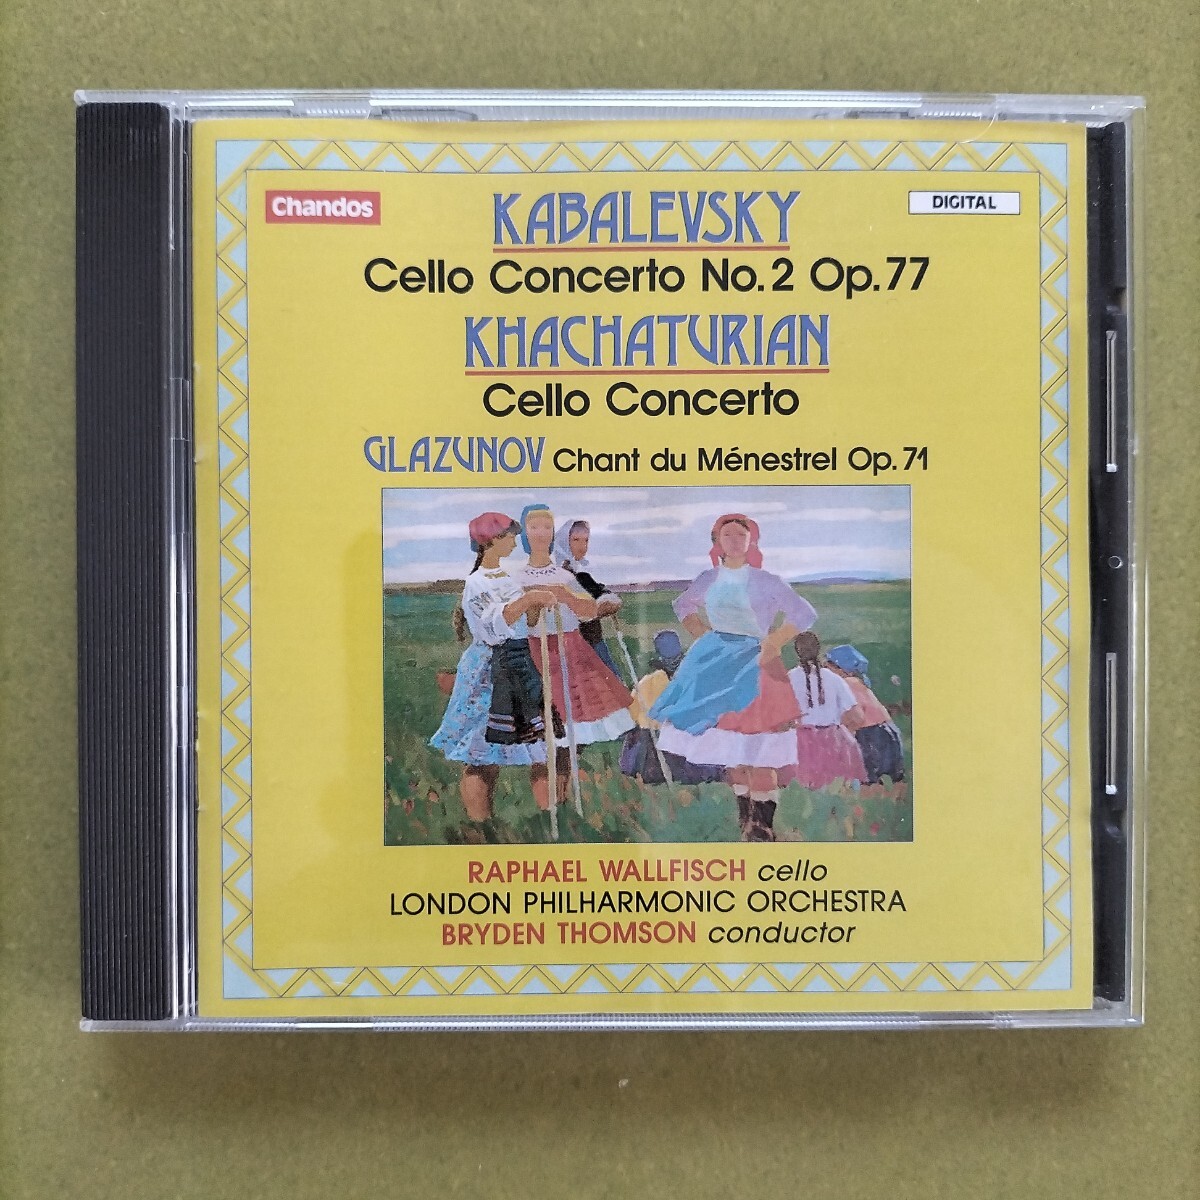 Chandos
DIGITAL
KABALEVSKY
Cello Concerto No.2 Op.77
KHACHATURIAN
Cello Concerto
GLAZUNOV Chant du Ménestrel Op.71
RAPHAEL WALLFISCH cello
LONDON PHILHARMONIC ORCHESTRA
BRYDEN THOMSON conductor